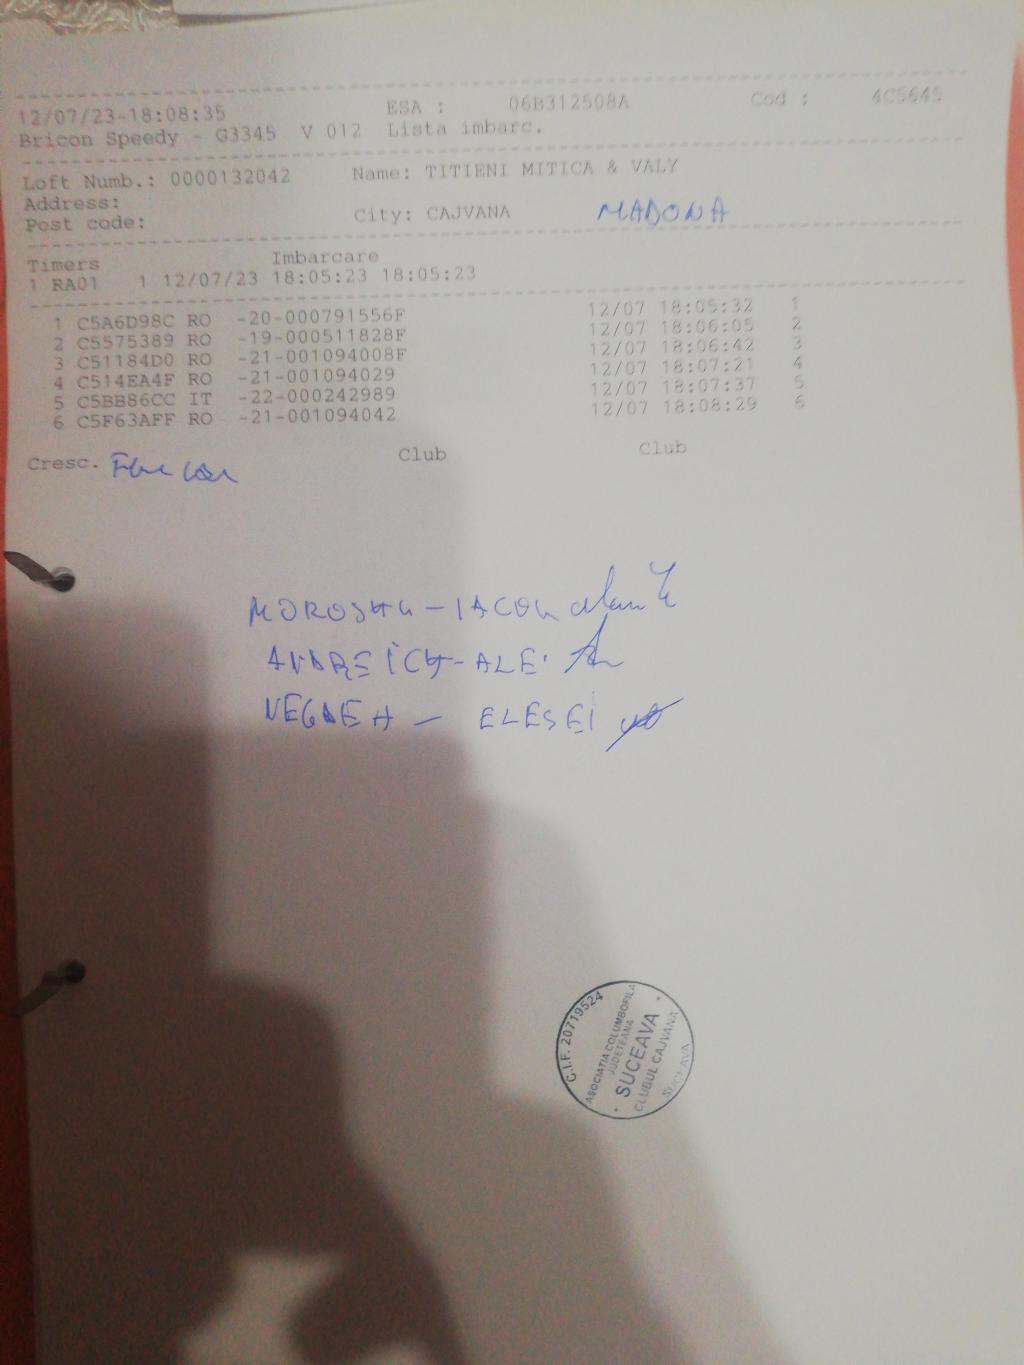 12/07/23-18:08:35 ESA : 06B312508A Cod : 4C5645
Bricon Speedy - G3345 V 012 Lista imbarc.
Loft Numb.: 0000132042 Name: TITIENI MITICA & VALY
Address:
Post code: City: CAJVANA MADONA
Timers Imbarcare
1 RA01 1 12/07/23 18:05:23 18:05:23
1 C5A6D98C RO -20-000791556F 12/07 18:05:32 1
2 C5575389 RO -19-000511828F 12/07 18:06:05 2
3 C51184D0 RO -21-001094008F 12/07 18:06:42 3
4 C514EA4F RO -21-001094029 12/07 18:07:21 4
5 C5BB86CC IT -22-000242989 12/07 18:07:37 5
6 C5F63AFF RO -21-001094042 12/07 18:08:29 6
Cresc. Club Club
ELESEI
C.I.F. 20719524
ASOCIATIA COLUMBOFILA
JUDETEANA
SUCEAVA
CLUBUL CAJVANA
SUCEAVA